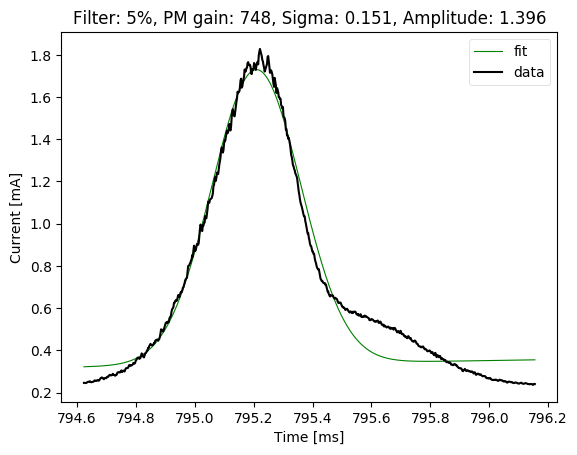 Filter: 5%, PM gain: 748, Sigma: 0.151, Amplitude: 1.396
fit
data
Current [mA]
1.8
1.6
1.4
1.2
1.0
0.8
0.6
0.4
0.2
794.6 794.8 795.0 795.2 795.4 795.6 795.8 796.0 796.2
Time [ms]